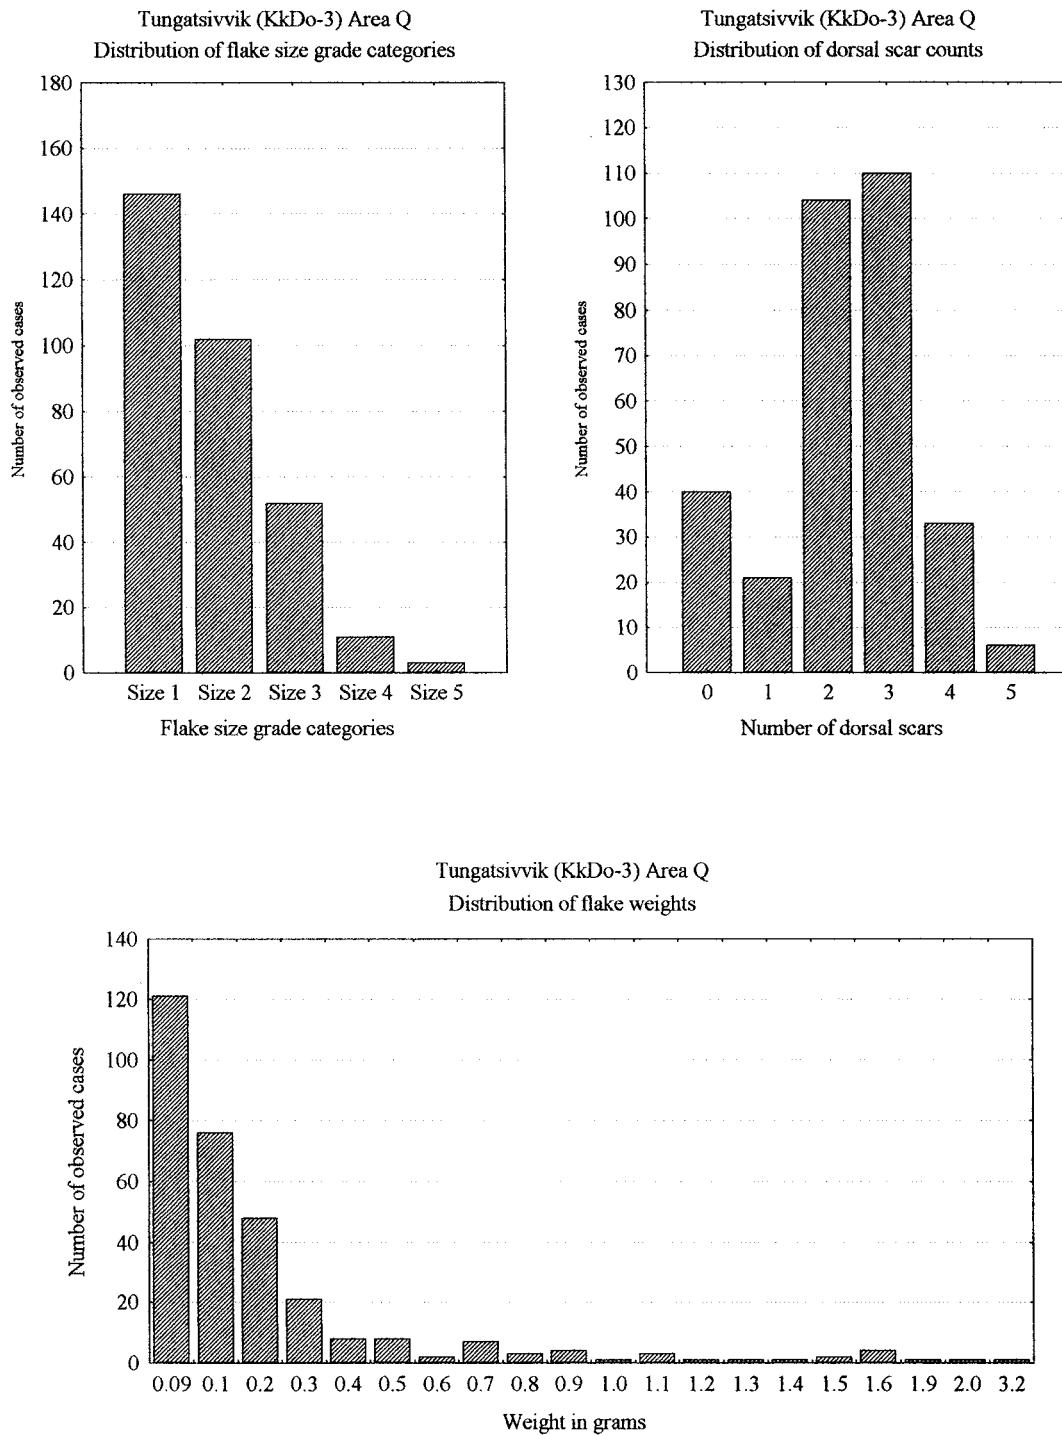 Tungatsivvik (KkDo-3) Area Q
Distribution of flake size grade categories
180
160
140
120
100
80
60
40
20
0
Number of observed cases
Size 1 Size 2 Size 3 Size 4 Size 5
Flake size grade categories
Tungatsivvik (KkDo-3) Area Q
Distribution of dorsal scar counts
130
120
110
100
90
80
70
60
50
40
30
20
10
0
Number of observed cases
0 1 2 3 4 5
Number of dorsal scars
Tungatsivvik (KkDo-3) Area Q
Distribution of flake weights
140
120
100
80
60
40
20
0
Number of observed cases
0.09 0.1 0.2 0.3 0.4 0.5 0.6 0.7 0.8 0.9 1.0 1.1 1.2 1.3 1.4 1.5 1.6 1.9 2.0 3.2
Weight in grams